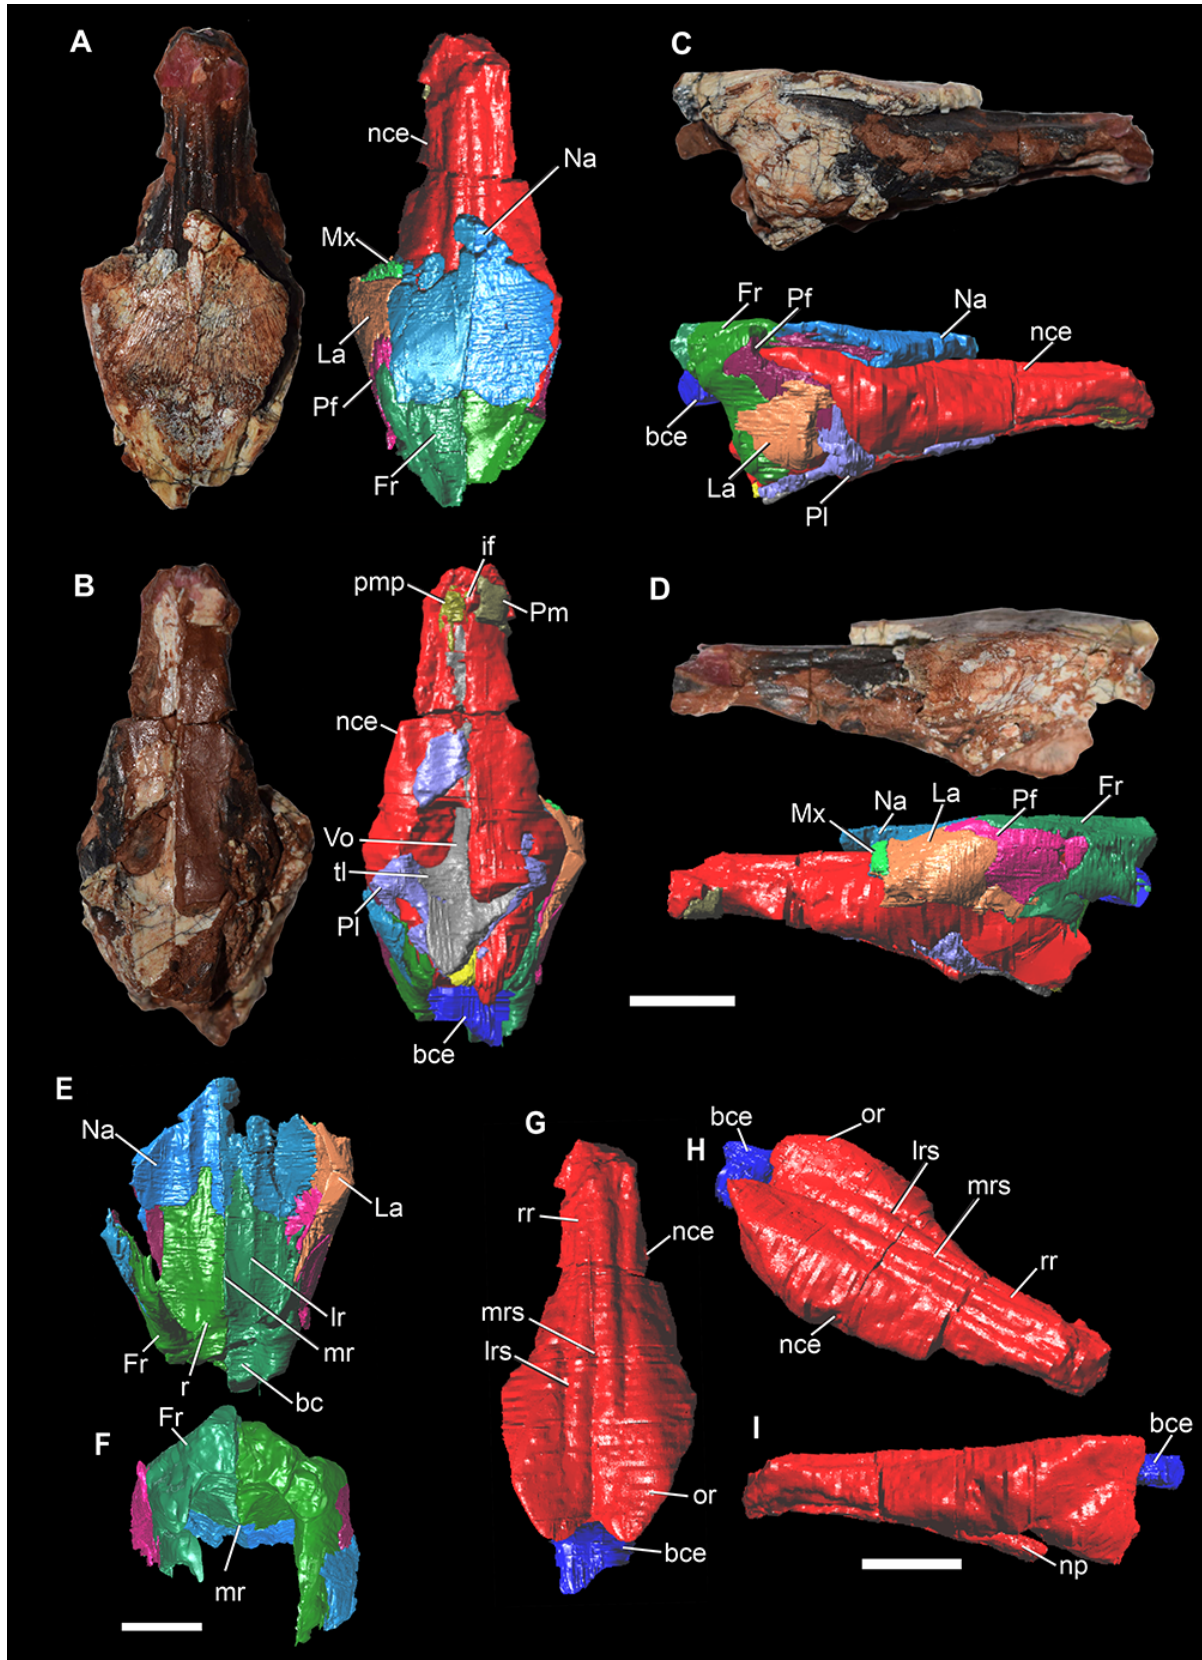 A
nce
Na
Mx
La
Pf
Fr
C
Fr
Pf
Na
nce
bce
La
Pl
B
if
pmp
Pm
nce
Vo
tl
Pl
bce
D
Mx
Na
La
Pf
Fr
E
Na
La
lr
mr
Fr
r
bc
F
Fr
mr
G
rr
nce
mrs
lrs
or
bce
H
bce
or
lrs
mrs
rr
nce
I
bce
np